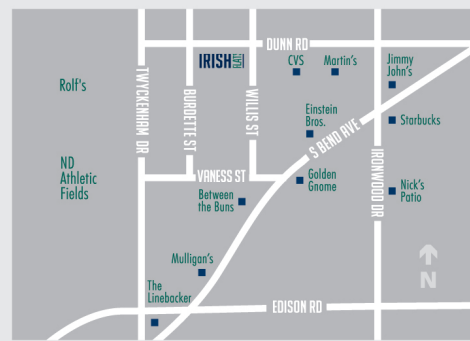 DUNN RD
IRISH FLATS
CVS
Martin's
Jimmy
John's
Rolf's
TWYCKENHAM DR
BURDETTE ST
WILLIS ST
Einstein
Bros.
S BEND AVE
Starbucks
IRONWOOD DR
ND
Athletic
Fields
VANESS ST
Golden
Gnome
Between
the Buns
Nick's
Patio
Mulligan's
N
The
Linebacker
EDISON RD